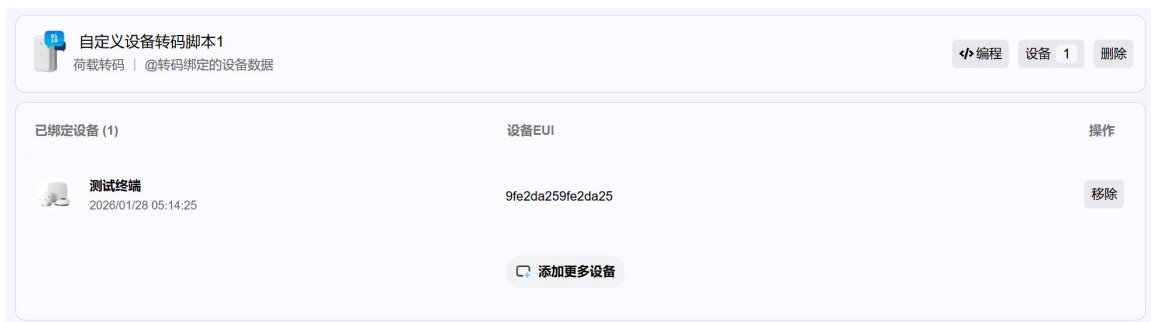 自定义设备转码脚本1
荷载转码 | @转码绑定的设备数据
</>编程 设备 1 删除
已绑定设备 (1) 设备EUI 操作
测试终端
2026/01/28 05:14:25
9fe2da259fe2da25
移除
添加更多设备